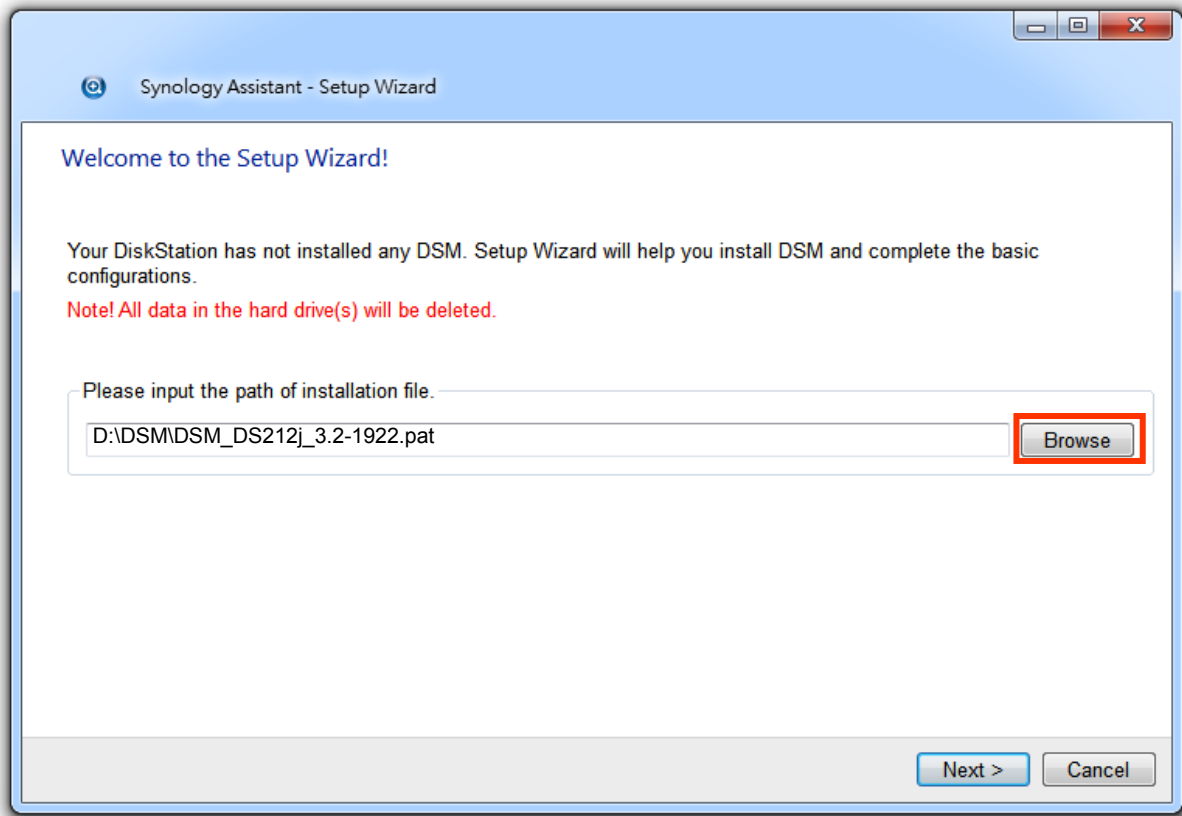 Synology Assistant - Setup Wizard
Welcome to the Setup Wizard!
Your DiskStation has not installed any DSM. Setup Wizard will help you install DSM and complete the basic
configurations.
Note! All data in the hard drive(s) will be deleted.
Please input the path of installation file.
D:\DSM\DSM_DS212j_3.2-1922.pat
Browse
Next >
Cancel